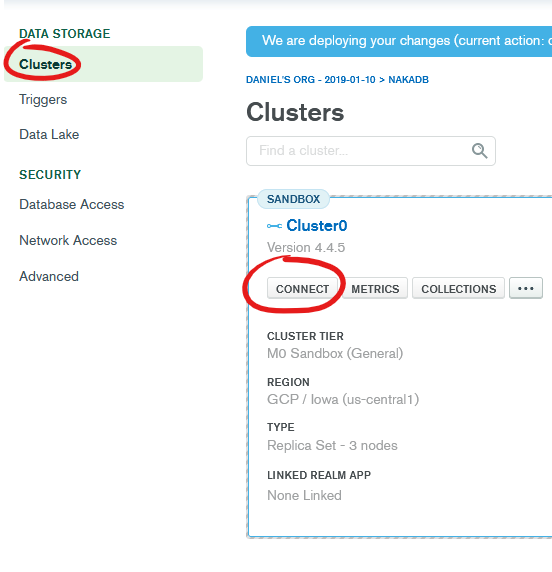 DATA STORAGE
Clusters
Triggers
Data Lake
SECURITY
Database Access
Network Access
Advanced
We are deploying your changes (current action:
DANIEL'S ORG - 2019-01-10 > NAKADB
Clusters
Find a cluster...
SANDBOX
Cluster0
Version 4.4.5
CONNECT METRICS COLLECTIONS ...
CLUSTER TIER
M0 Sandbox (General)
REGION
GCP / Iowa (us-central1)
TYPE
Replica Set - 3 nodes
LINKED REALM APP
None Linked